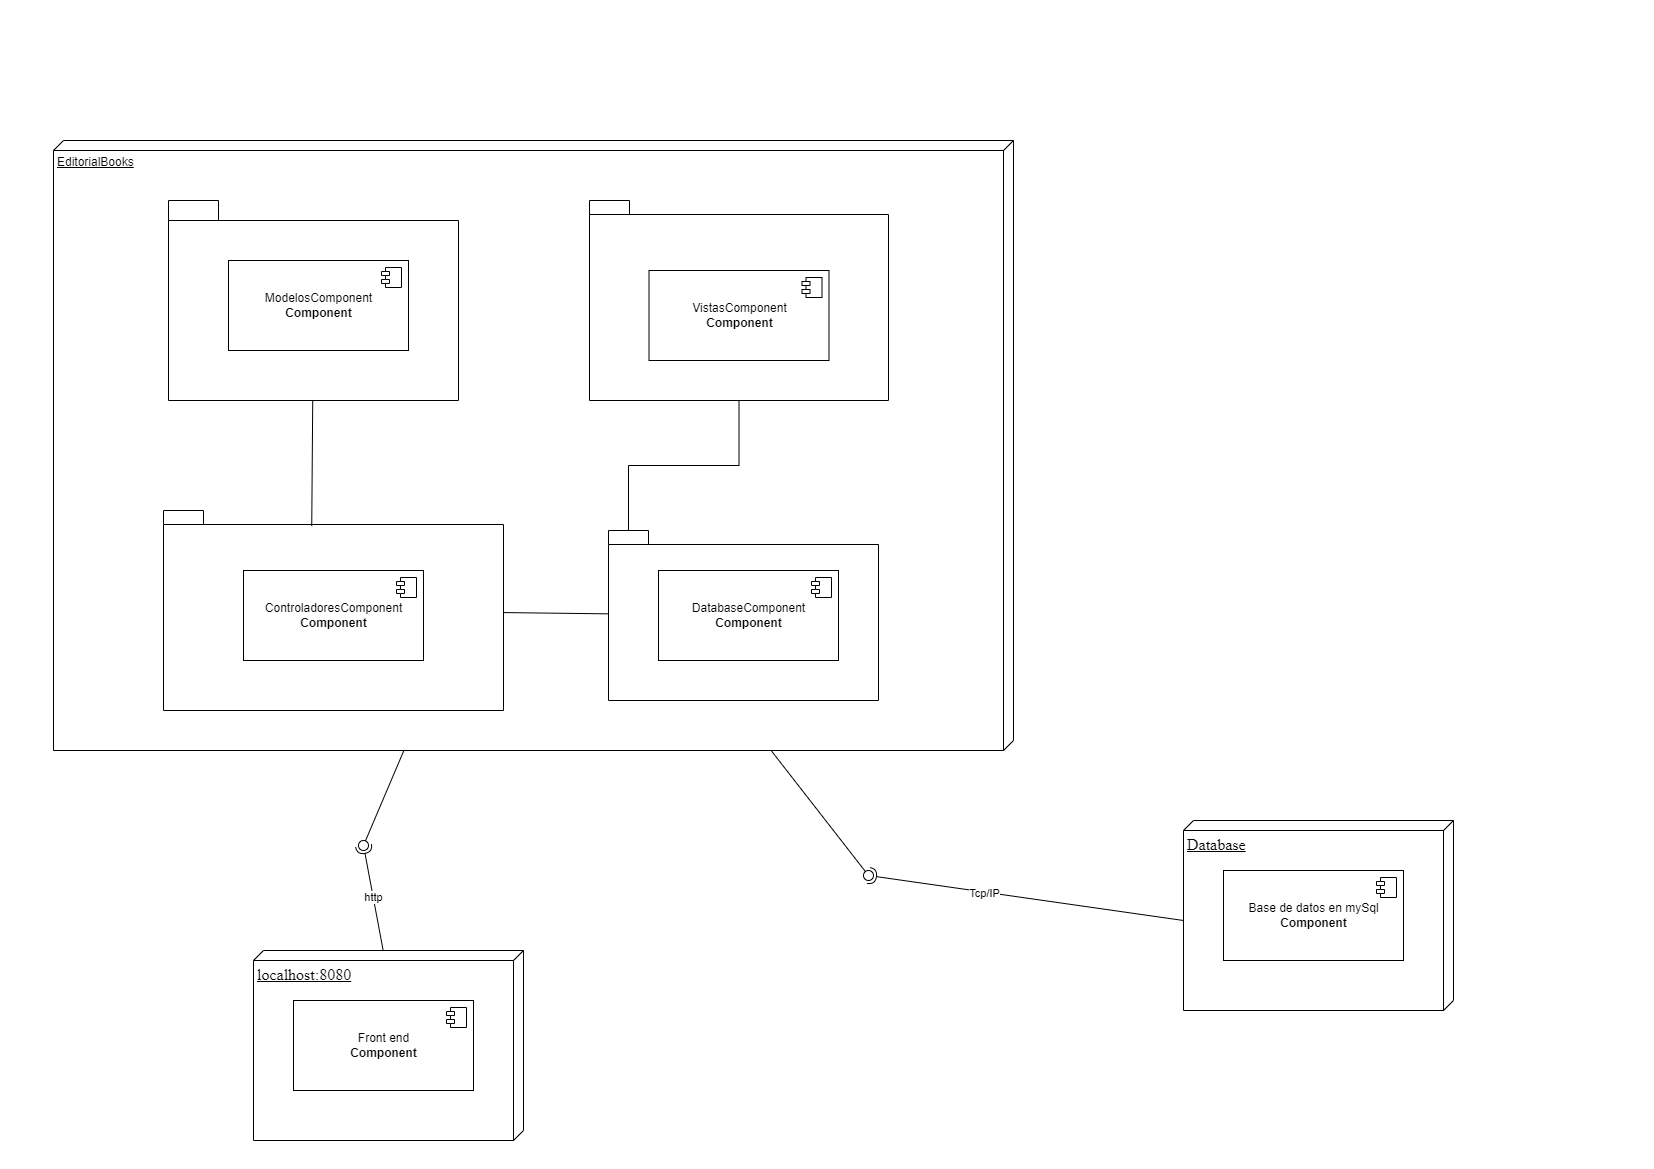 EditorialBooks
ModelosComponent
Component
VistasComponent
Component
ControladoresComponent
Component
DatabaseComponent
Component
http
Tcp/IP
Database
Base de datos en mySql
Component
localhost:8080
Front end
Component